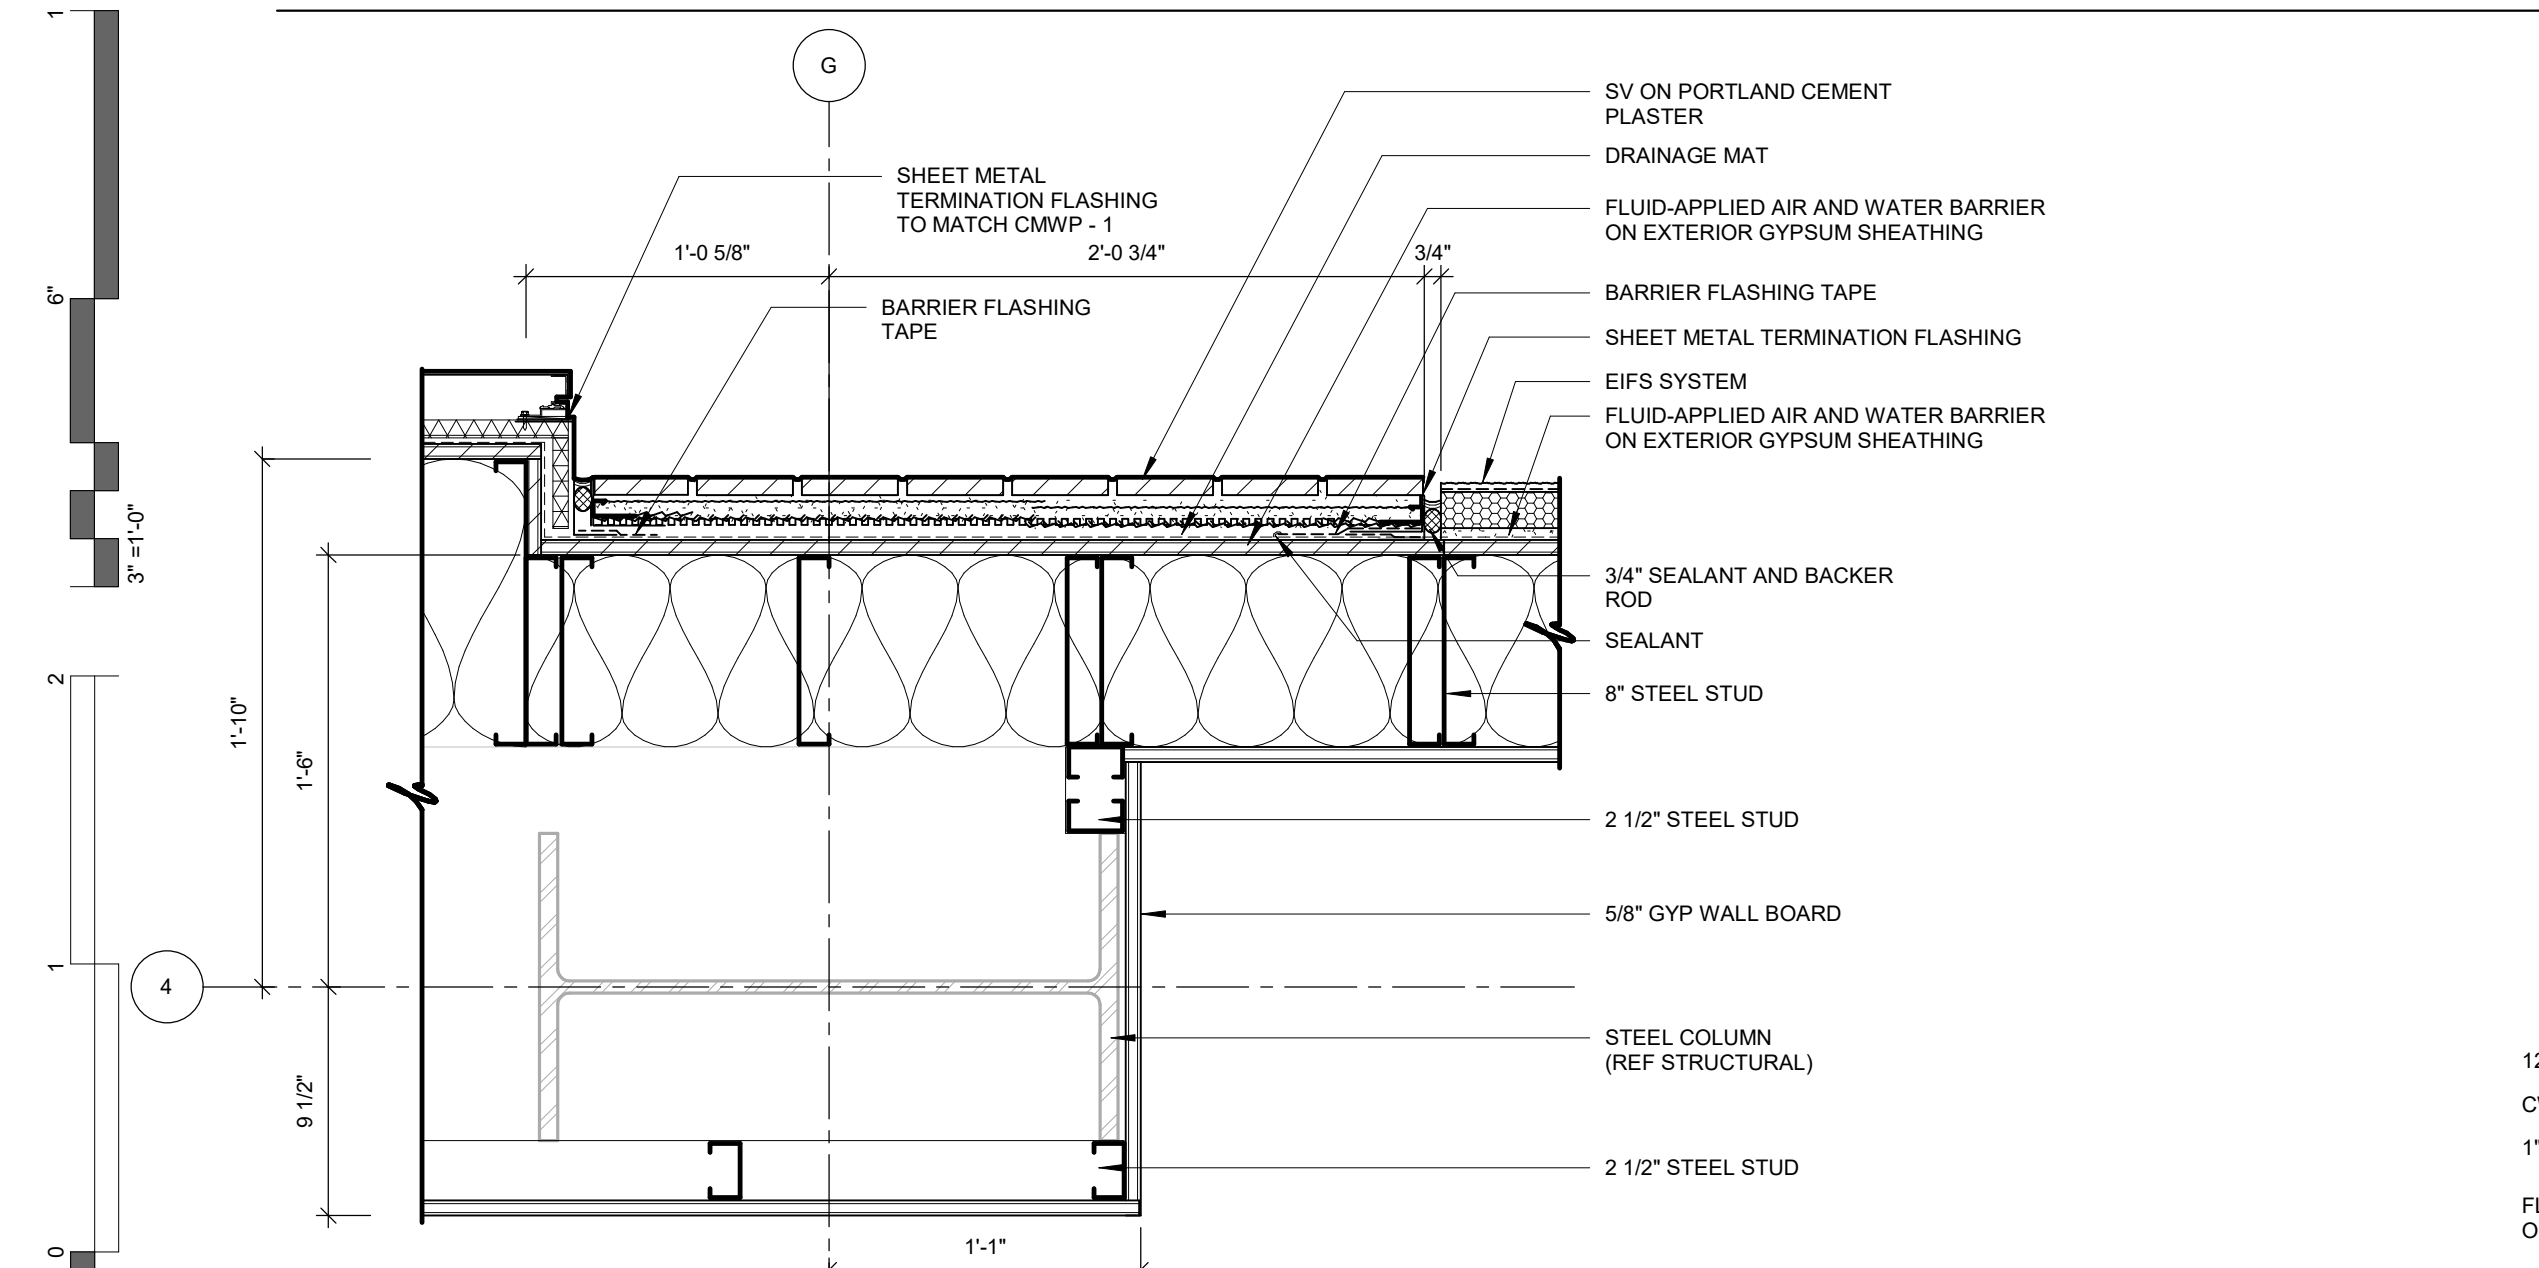 1
6"
3" =1'-0"
2
1
0
G
SV ON PORTLAND CEMENT
PLASTER
DRAINAGE MAT
SHEET METAL
TERMINATION FLASHING
TO MATCH CMWP - 1
FLUID-APPLIED AIR AND WATER BARRIER
ON EXTERIOR GYPSUM SHEATHING
1'-0 5/8"
2'-0 3/4"
3/4"
BARRIER FLASHING
TAPE
BARRIER FLASHING TAPE
SHEET METAL TERMINATION FLASHING
EIFS SYSTEM
FLUID-APPLIED AIR AND WATER BARRIER
ON EXTERIOR GYPSUM SHEATHING
3/4" SEALANT AND BACKER
ROD
SEALANT
8" STEEL STUD
1'-10"
1'-6"
2 1/2" STEEL STUD
5/8" GYP WALL BOARD
4
STEEL COLUMN
(REF STRUCTURAL)
9 1/2"
2 1/2" STEEL STUD
1'-1"
12
1"